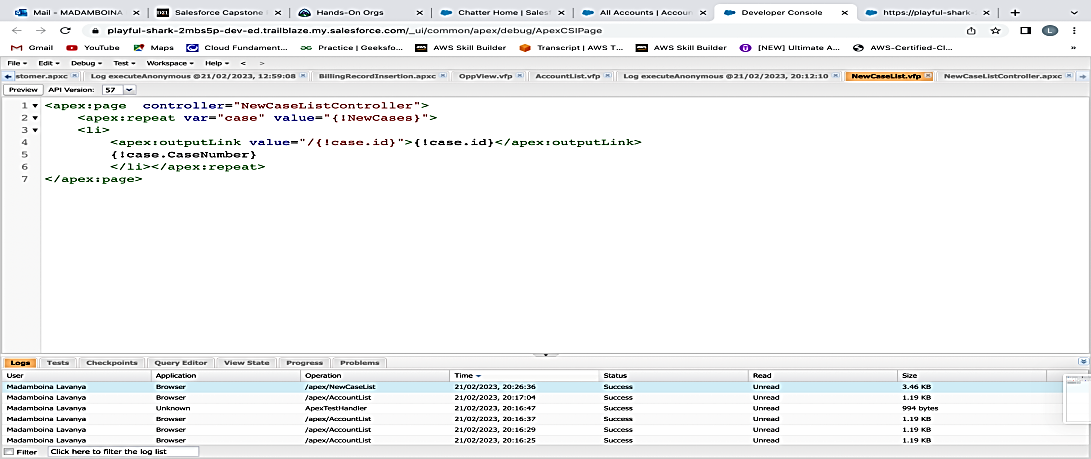 Mail - MADAMBOINA
Salesforce Capstone
Hands-On Orgs
Chatter Home | Sales
All Accounts | Accoun
Developer Console
https://playful-shark-
playful-shark-2mbs5p-dev-ed.trailblaze.my.salesforce.com/_ui/common/apex/debug/ApexCSIPage
L
Gmail
YouTube
Maps
Cloud Fundament...
Practice | Geeksfo...
AWS Skill Builder
Transcript | AWS T...
AWS Skill Builder
[NEW] Ultimate A...
AWS-Certified-Cl...
»
File
Edit
Debug
Test
Workspace
Help
<
>
stomer.apxc
Log executeAnonymous @21/02/2023, 12:59:08
BillingRecordInsertion.apxc
OppView.vfp
AccountList.vfp
Log executeAnonymous @21/02/2023, 20:12:10
NewCaseList.vfp
NewCaseListController.apxc
Preview
API Version:
57
1 <apex:page  controller="NewCaseListController">
2     <apex:repeat var="case" value="{!NewCases}">
3     <li>
4         <apex:outputLink value="/{!case.id}">{!case.id}</apex:outputLink>
5         {!case.CaseNumber}
6         </li></apex:repeat>
7 </apex:page>
Logs
Tests
Checkpoints
Query Editor
View State
Progress
Problems
User Application Operation Time Status Read Size
Madamboina Lavanya Browser /apex/NewCaseList 21/02/2023, 20:26:36 Success Unread 3.46 KB
Madamboina Lavanya Browser /apex/AccountList 21/02/2023, 20:17:04 Success Unread 1.19 KB
Madamboina Lavanya Unknown ApexTestHandler 21/02/2023, 20:16:47 Success Unread 994 bytes
Madamboina Lavanya Browser /apex/AccountList 21/02/2023, 20:16:37 Success Unread 1.19 KB
Madamboina Lavanya Browser /apex/AccountList 21/02/2023, 20:16:29 Success Unread 1.19 KB
Madamboina Lavanya Browser /apex/AccountList 21/02/2023, 20:16:25 Success Unread 1.19 KB
Filter
Click here to filter the log list